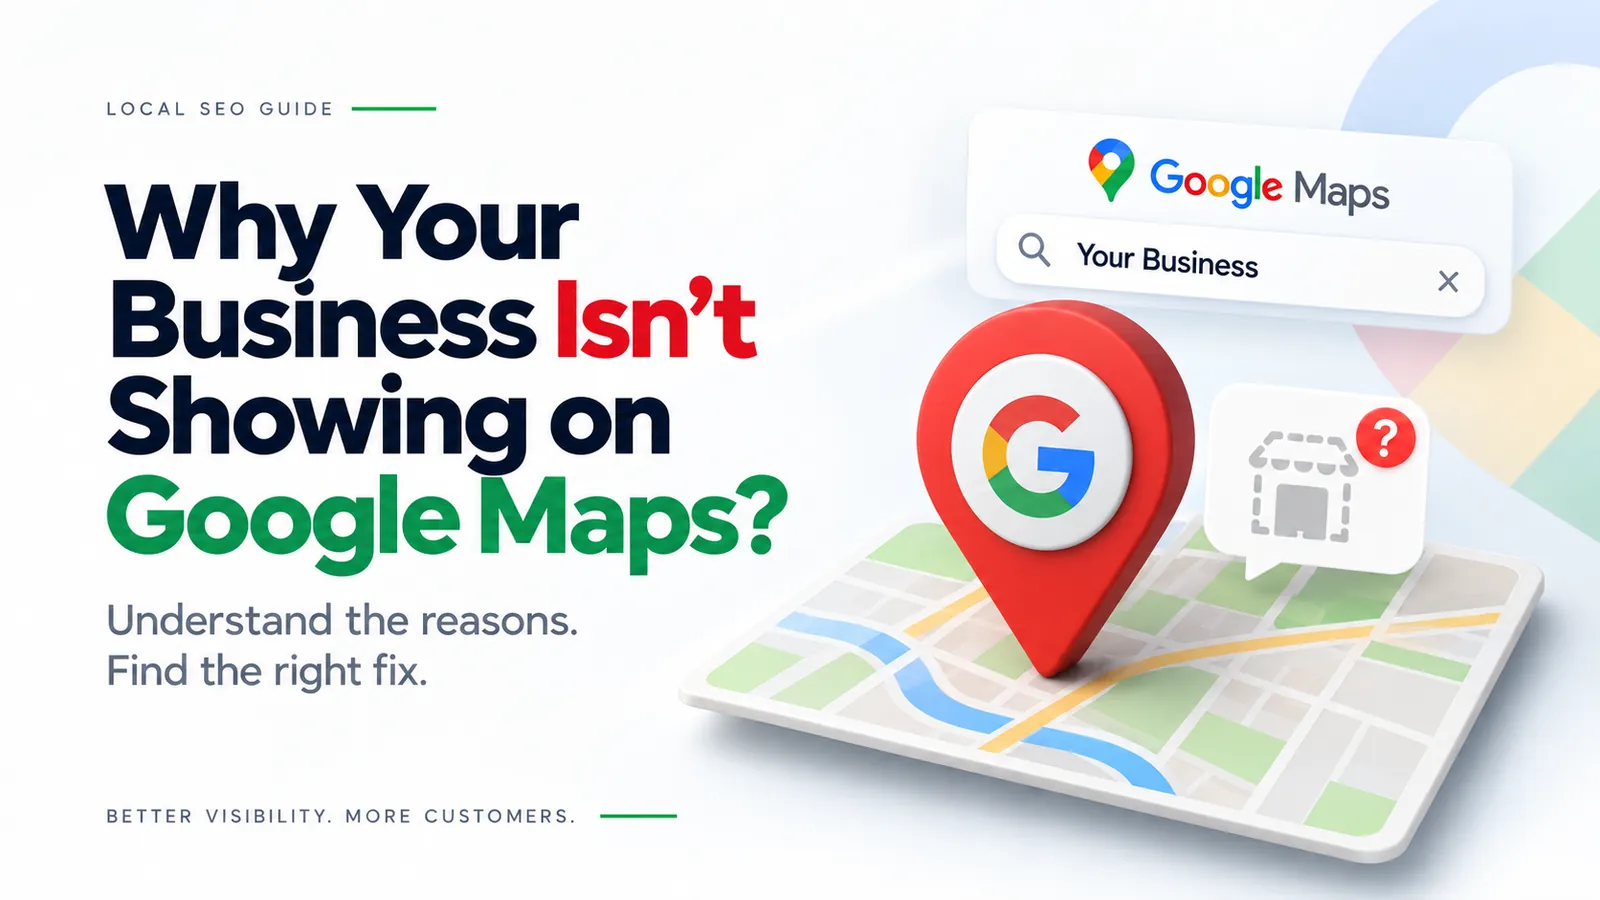 LOCAL SEO GUIDE
Why Your
Business Isn't
Showing on
Google Maps?
Understand the reasons.
Find the right fix.
BETTER VISIBILITY. MORE CUSTOMERS.
Google Maps
Your Business
G
?